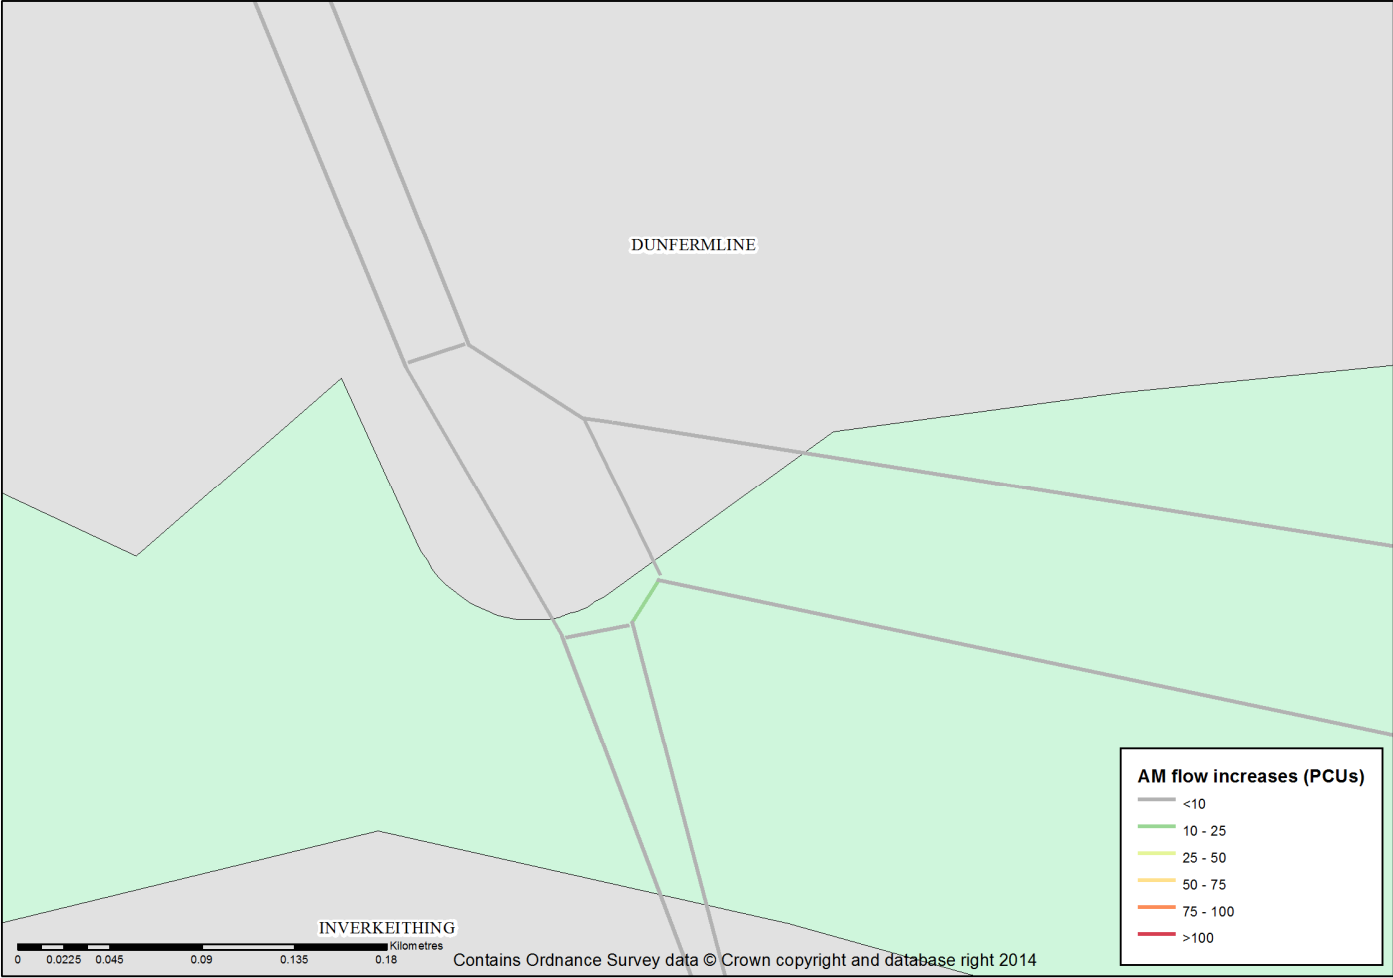 DUNFERMLINE
AM flow increases (PCUs)
<10
10 - 25
25 - 50
50 - 75
75 - 100
>100
INVERKEITHING
Kilometres
0 0.0225 0.045 0.09 0.135 0.18
Contains Ordnance Survey data © Crown copyright and database right 2014